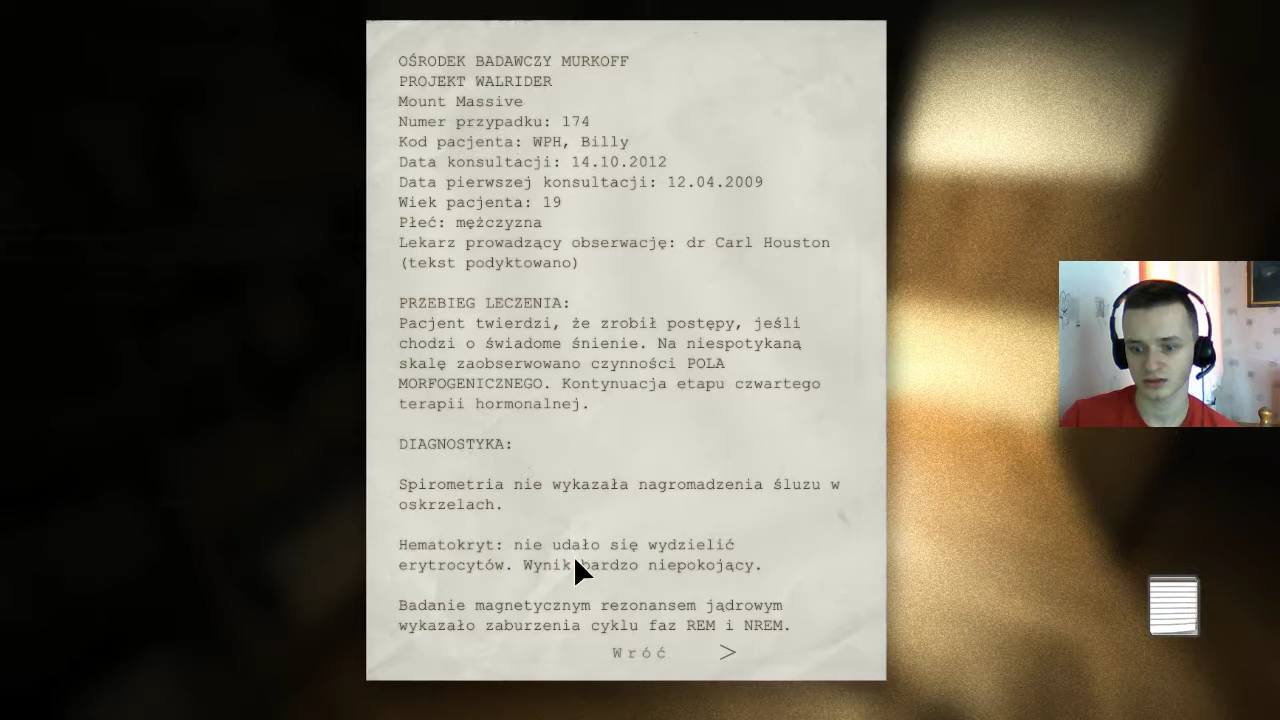 OŚRODEK BADAWCZY MURKOFF
PROJEKT WALRIDER
Mount Massive
Numer przypadku: 174
Kod pacjenta: WPH, Billy
Data konsultacji: 14.10.2012
Data pierwszej konsultacji: 12.04.2009
Wiek pacjenta: 19
Płeć: mężczyzna
Lekarz prowadzący obserwację: dr Carl Houston
(tekst podyktowano)
PRZEBIEG LECZENIA:
Pacjent twierdzi, że zrobił postępy, jeśli
chodzi o świadome śnienie. Na niespotykaną
skalę zaobserwowano czynności POLA
MORFOGENICZNEGO. Kontynuacja etapu czwartego
terapii hormonalnej.
DIAGNOSTYKA:
Spirometria nie wykazała nagromadzenia śluzu w
oskrzelach.
Hematokryt: nie udało się wydzielić
erytrocytów. Wynik bardzo niepokojący.
Badanie magnetycznym rezonansem jądrowym
wykazało zaburzenia cyklu faz REM i NREM.
Wróć >